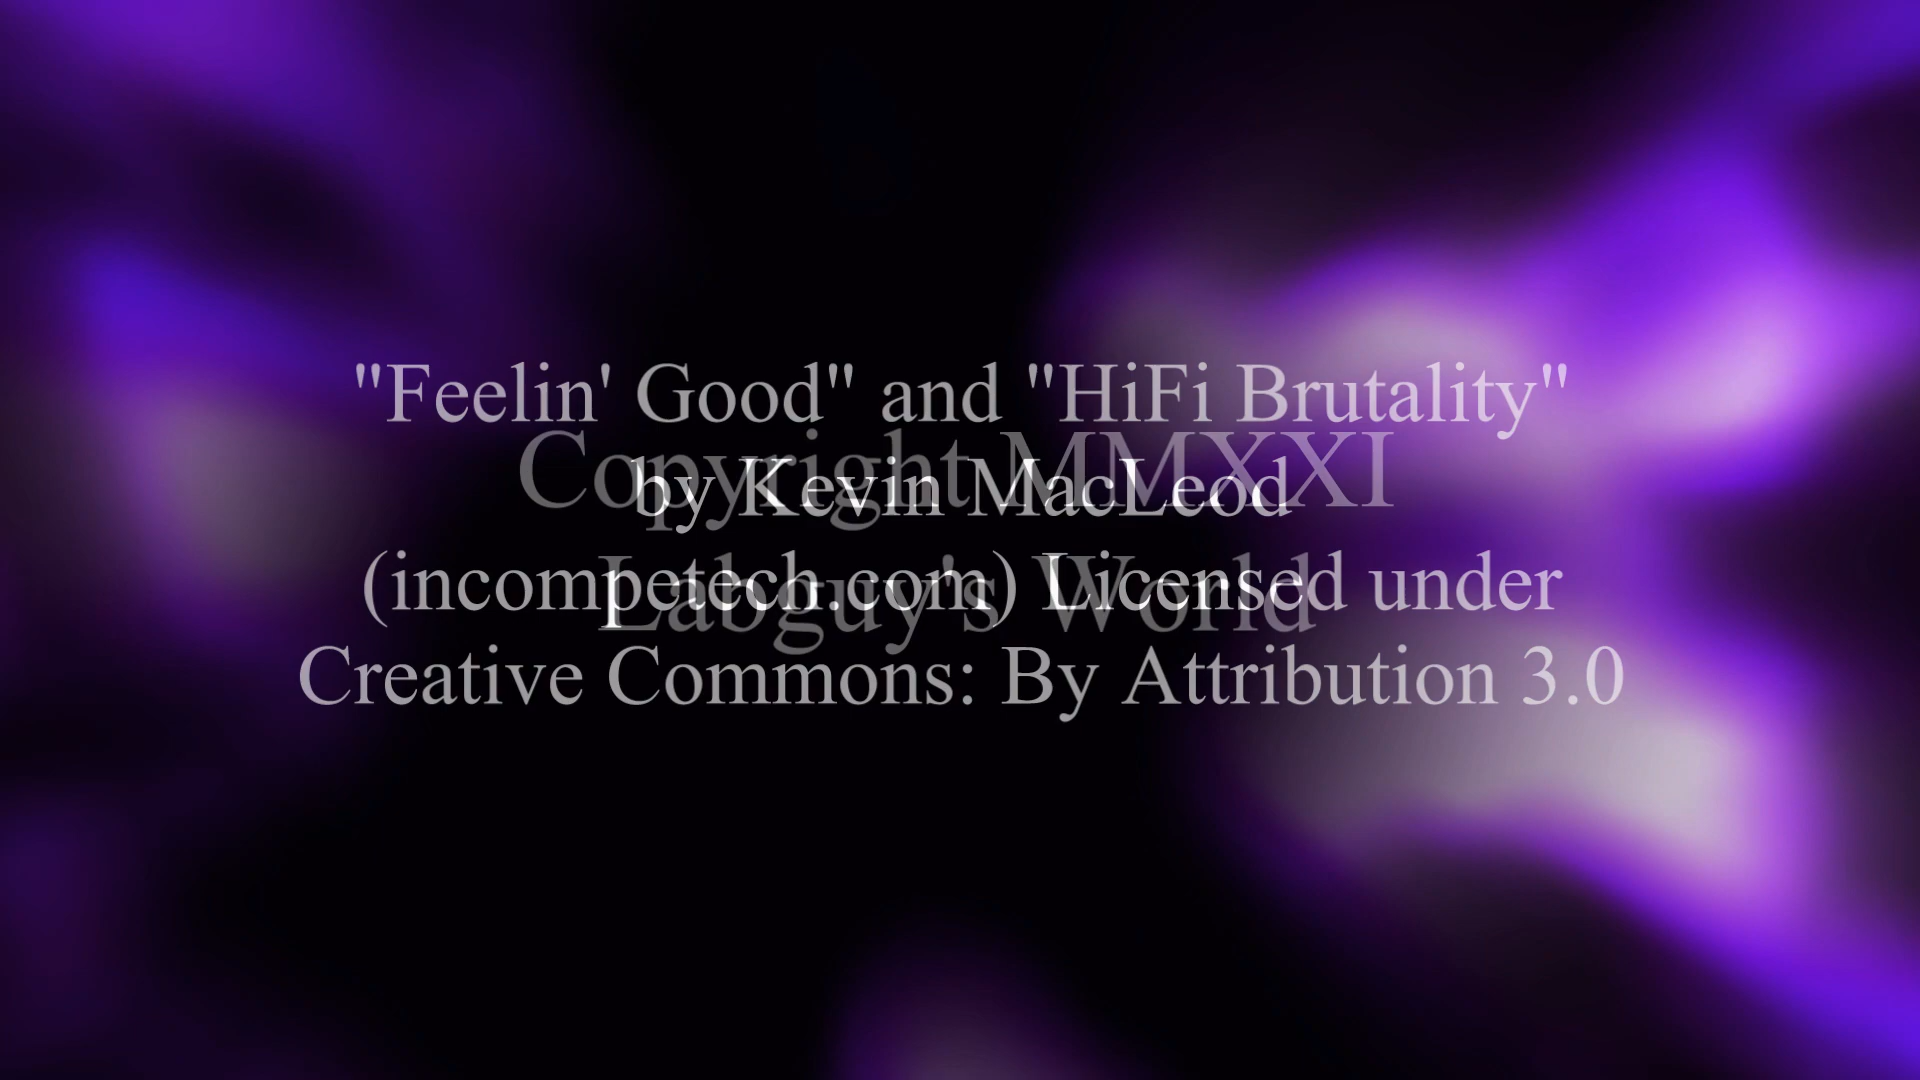 "Feelin' Good" and "HiFi Brutality"
Copyright MMXXI
by Kevin MacLeod
(incompetech.com) Licensed under
Labguy's World
Creative Commons: By Attribution 3.0